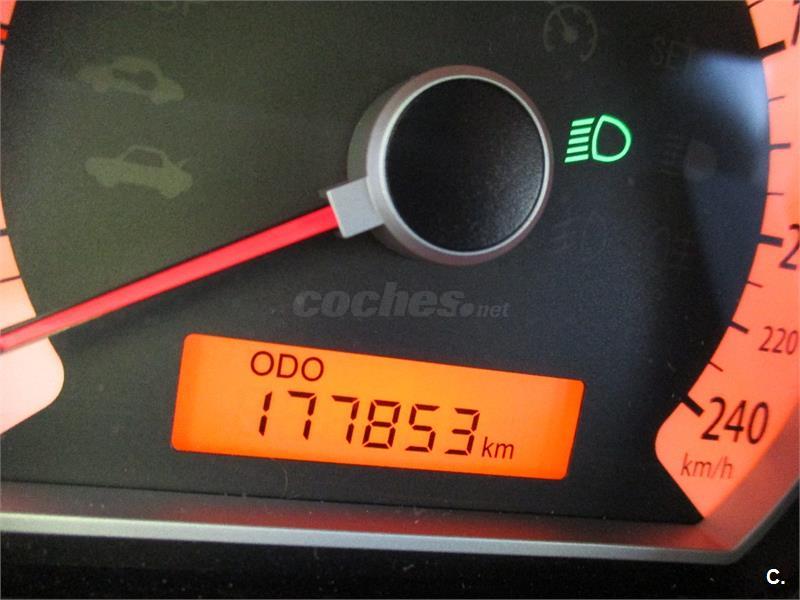 coches.net
ODO
177853 km
220
240
km/h
C.